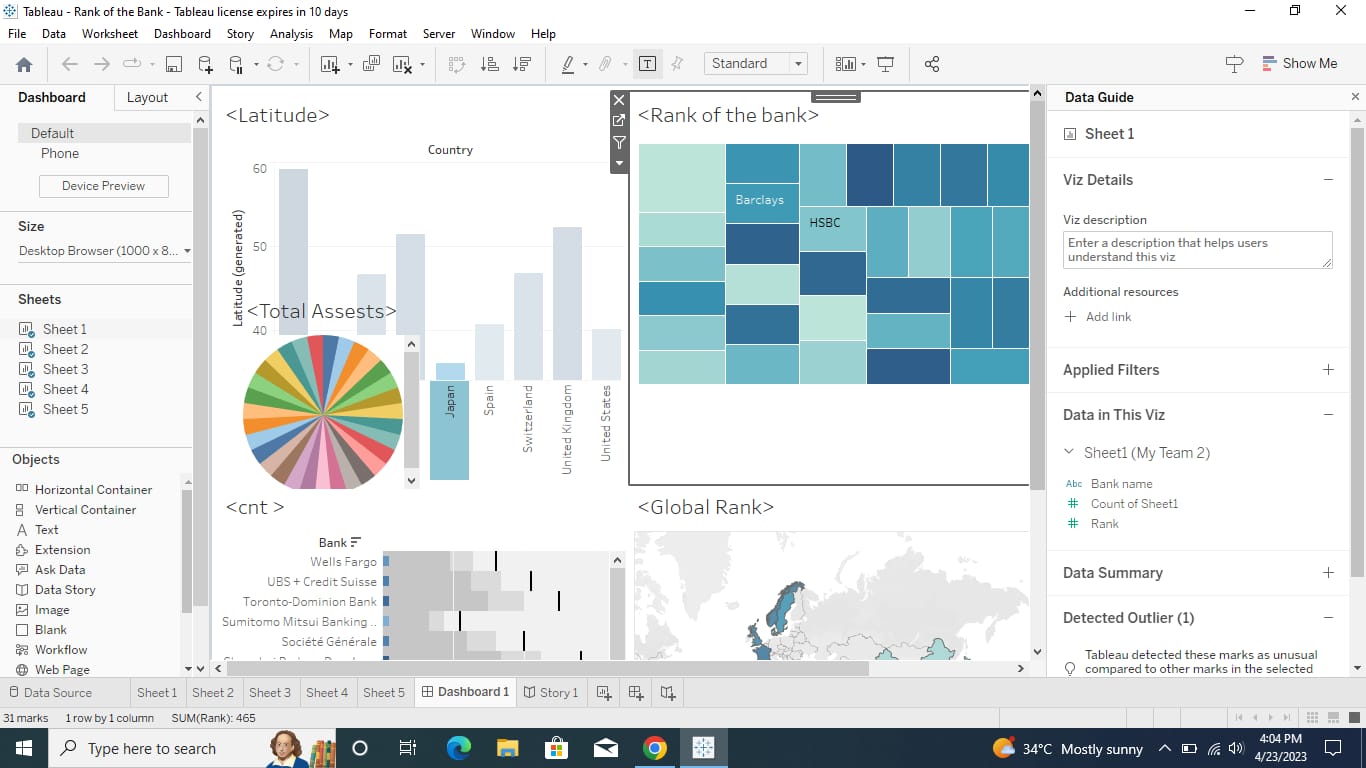 Tableau - Rank of the Bank - Tableau license expires in 10 days
File Data Worksheet Dashboard Story Analysis Map Format Server Window Help
Standard
Show Me
Dashboard Layout
Default
Phone
Device Preview
Size
Desktop Browser (1000 x 8...
Sheets
Sheet 1
Sheet 2
Sheet 3
Sheet 4
Sheet 5
Objects
Horizontal Container
Vertical Container
Text
Extension
Ask Data
Data Story
Image
Blank
Workflow
Web Page
<Latitude>
Country
Latitude (generated)
60
50
40
Japan
Spain
Switzerland
United Kingdom
United States
<Total Assests>
<Rank of the bank>
Barclays
HSBC
<cnt >
Bank
Wells Fargo
UBS + Credit Suisse
Toronto-Dominion Bank
Sumitomo Mitsui Banking ..
Société Générale
<Global Rank>
Data Guide
Sheet 1
Viz Details
Viz description
Enter a description that helps users
understand this viz
Additional resources
Add link
Applied Filters
Data in This Viz
Sheet1 (My Team 2)
Abc Bank name
# Count of Sheet1
# Rank
Data Summary
Detected Outlier (1)
Tableau detected these marks as unusual
compared to other marks in the selected
Data Source Sheet 1 Sheet 2 Sheet 3 Sheet 4 Sheet 5 Dashboard 1 Story 1
31 marks 1 row by 1 column SUM(Rank): 465
Type here to search
34°C Mostly sunny
4:04 PM
4/23/2023